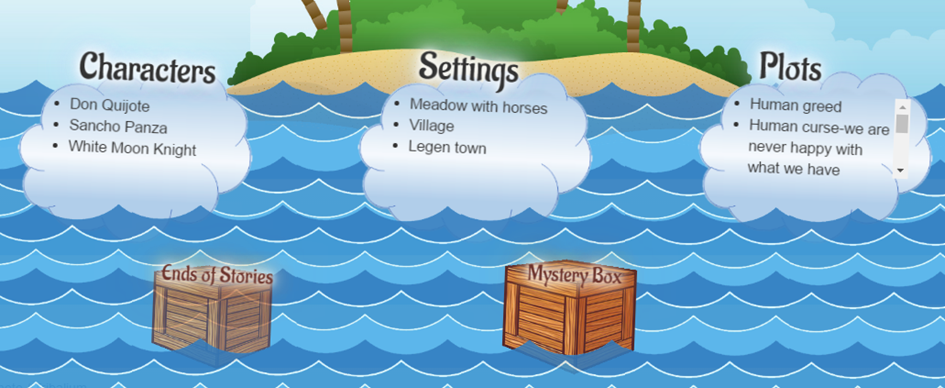 Characters
Don Quijote
Sancho Panza
White Moon Knight
Settings
Meadow with horses
Village
Legen town
Plots
Human greed
Human curse-we are
never happy with
what we have
Ends of Stories
Mystery Box